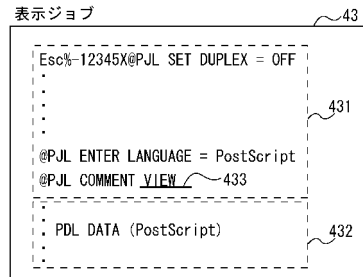 表示ジョブ
43
Esc%-12345X@PJL SET DUPLEX = OFF
.
.
.
.
431
@PJL ENTER LANGUAGE = PostScript
@PJL COMMENT VIEW 433
.
.
PDL DATA (PostScript) 432
.
.